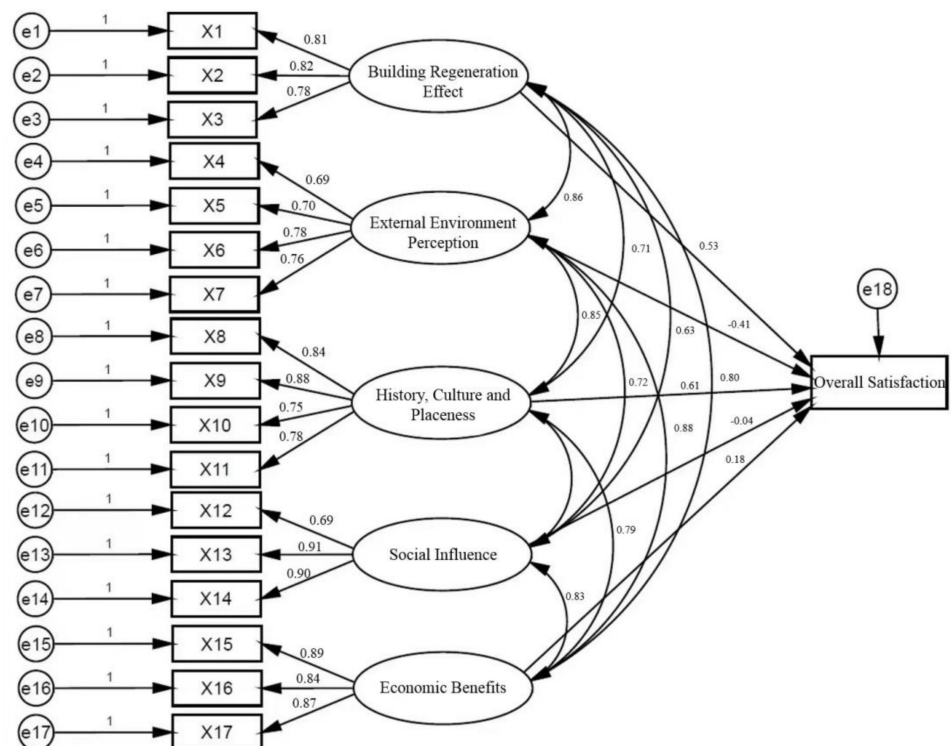 e1 1 X1
0.81
e2 1 X2
0.82
Building Regeneration
Effect
e3 1 X3
0.78
e4 1 X4
0.69
e5 1 X5
0.70
0.86
External Environment
Perception
e6 1 X6
0.78
0.71
0.53
e7 1 X7
0.76
e18
e8 1 X8
0.84
0.85
0.63
-0.41
e9 1 X9
0.88
0.72
0.61
0.80
Overall Satisfaction
History, Culture and
Placeness
e10 1 X10
0.75
0.88
-0.04
e11 1 X11
0.78
0.18
e12 1 X12
0.69
0.79
e13 1 X13
0.91
Social Influence
e14 1 X14
0.90
0.83
e15 1 X15
0.89
e16 1 X16
0.84
Economic Benefits
e17 1 X17
0.87